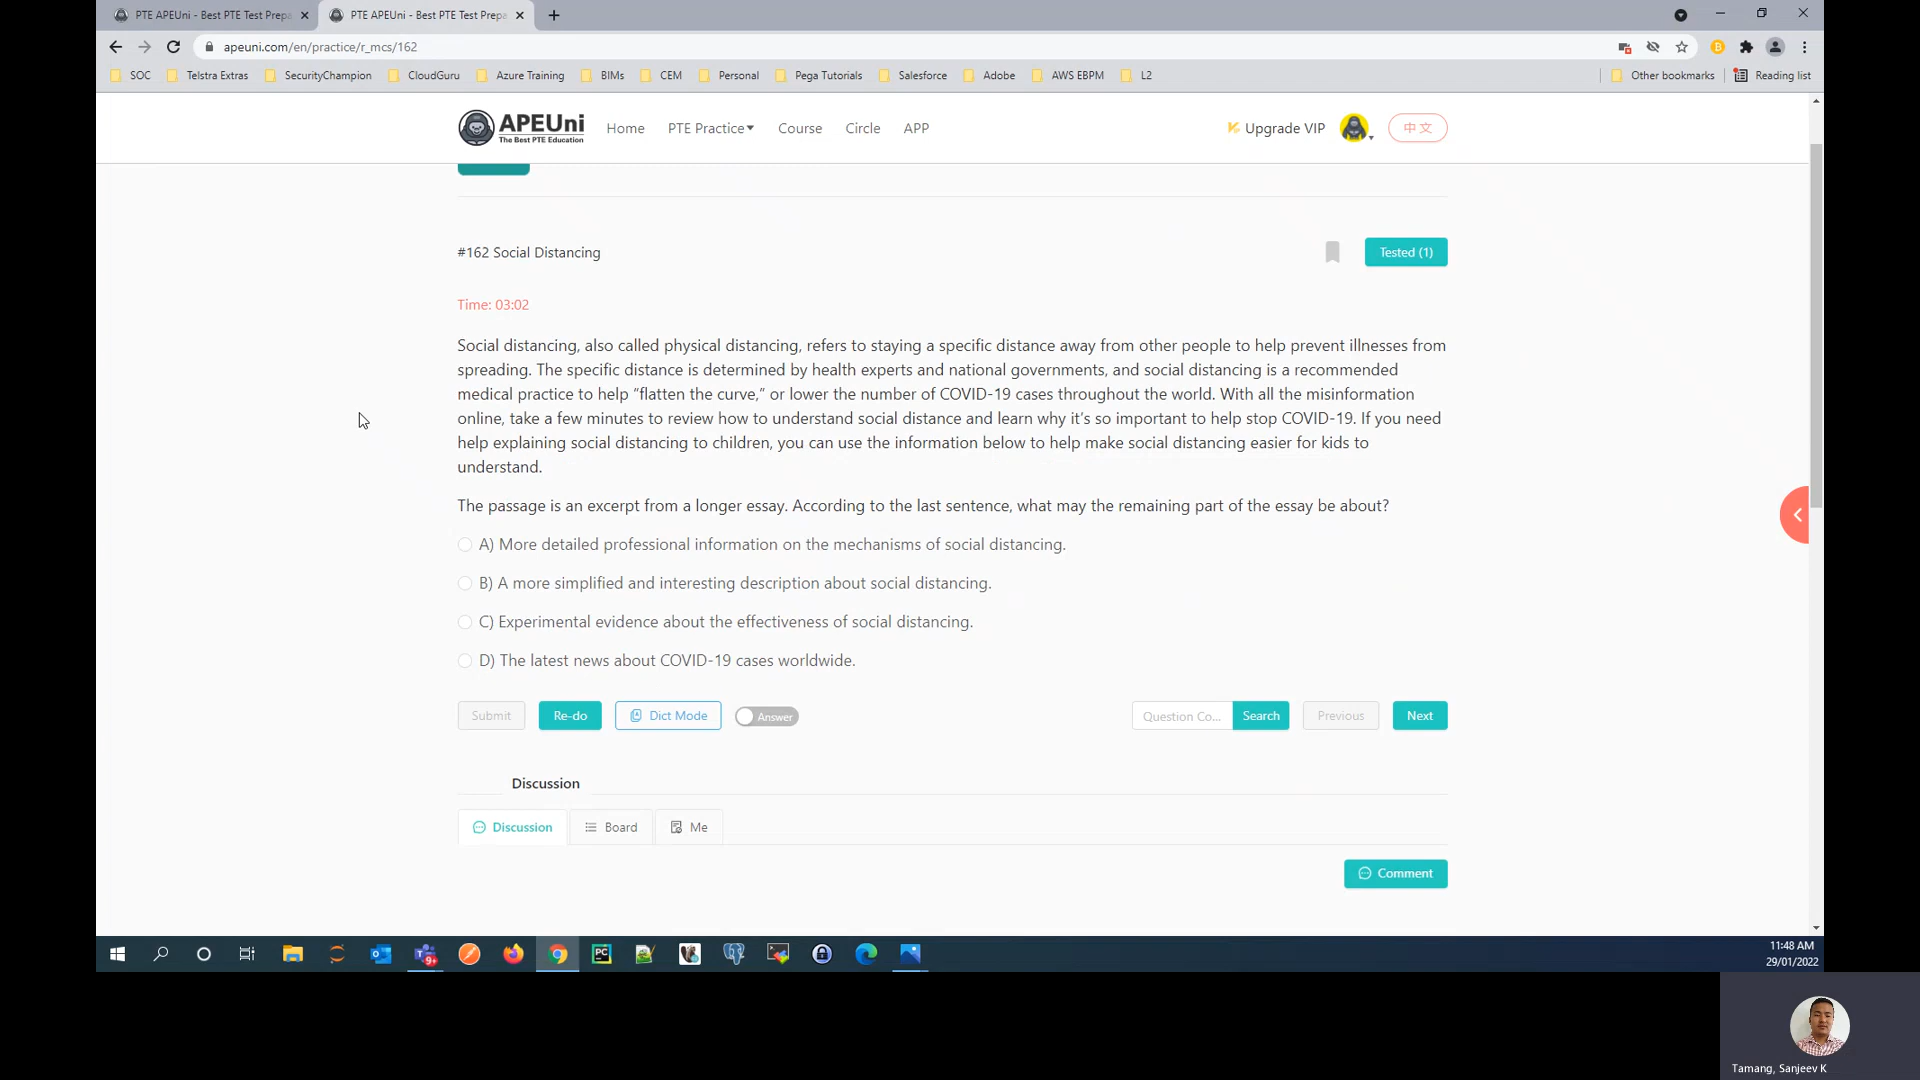 PTE APEUni - Best PTE Test Prepa
PTE APEUni - Best PTE Test Prepa
apeuni.com/en/practice/r_mcs/162
SOC
Telstra Extras
SecurityChampion
CloudGuru
Azure Training
BIMs
CEM
Personal
Pega Tutorials
Salesforce
Adobe
AWS EBPM
L2
Other bookmarks
Reading list
APEUni
The Best PTE Education
Home
PTE Practice
Course
Circle
APP
Upgrade VIP
中文
#162 Social Distancing
Tested (1)
Time: 03:02
Social distancing, also called physical distancing, refers to staying a specific distance away from other people to help prevent illnesses from
spreading. The specific distance is determined by health experts and national governments, and social distancing is a recommended
medical practice to help “flatten the curve,” or lower the number of COVID-19 cases throughout the world. With all the misinformation
online, take a few minutes to review how to understand social distance and learn why it’s so important to help stop COVID-19. If you need
help explaining social distancing to children, you can use the information below to help make social distancing easier for kids to
understand.
The passage is an excerpt from a longer essay. According to the last sentence, what may the remaining part of the essay be about?
A) More detailed professional information on the mechanisms of social distancing.
B) A more simplified and interesting description about social distancing.
C) Experimental evidence about the effectiveness of social distancing.
D) The latest news about COVID-19 cases worldwide.
Submit
Re-do
Dict Mode
Answer
Question Co...
Search
Previous
Next
Discussion
Discussion
Board
Me
Comment
9+
PC
11:48 AM
29/01/2022
Tamang, Sanjeev K